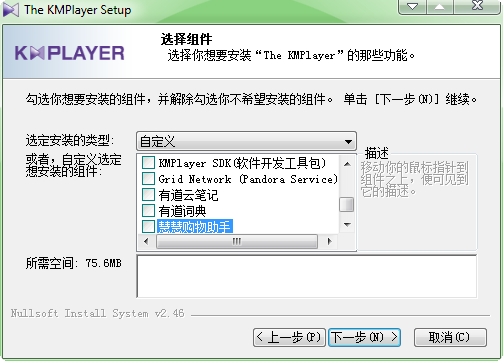 The KMPlayer Setup
KMPLAYER
选择组件
选择你想要安装“The KMPlayer”的那些功能。
勾选你想要安装的组件，并解除勾选你不希望安装的组件。 单击 [下一步(N)] 继续。
选定安装的类型:
自定义
或者，自定义选定
想安装的组件:
KMPlayer SDK(软件开发工具包)
Grid Network (Pandora Service)
有道云笔记
有道词典
慧慧购物助手
描述
移动你的鼠标指针到
组件之上，便可见到
它的描述。
所需空间: 75.6MB
Nullsoft Install System v2.46
< 上一步(P)
下一步(N) >
取消(C)